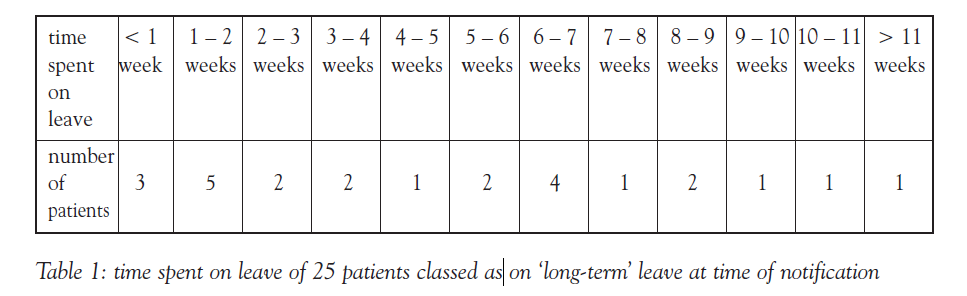 time < 1 1 – 2 2 – 3 3 – 4 4 – 5 5 – 6 6 – 7 7 – 8 8 – 9 9 – 10 10 – 11 > 11
spent week weeks weeks weeks weeks weeks weeks weeks weeks weeks weeks weeks
on
leave
number
of 3 5 2 2 1 2 4 1 2 1 1 1
patients
Table 1: time spent on leave of 25 patients classed as on ‘long-term’ leave at time of notification